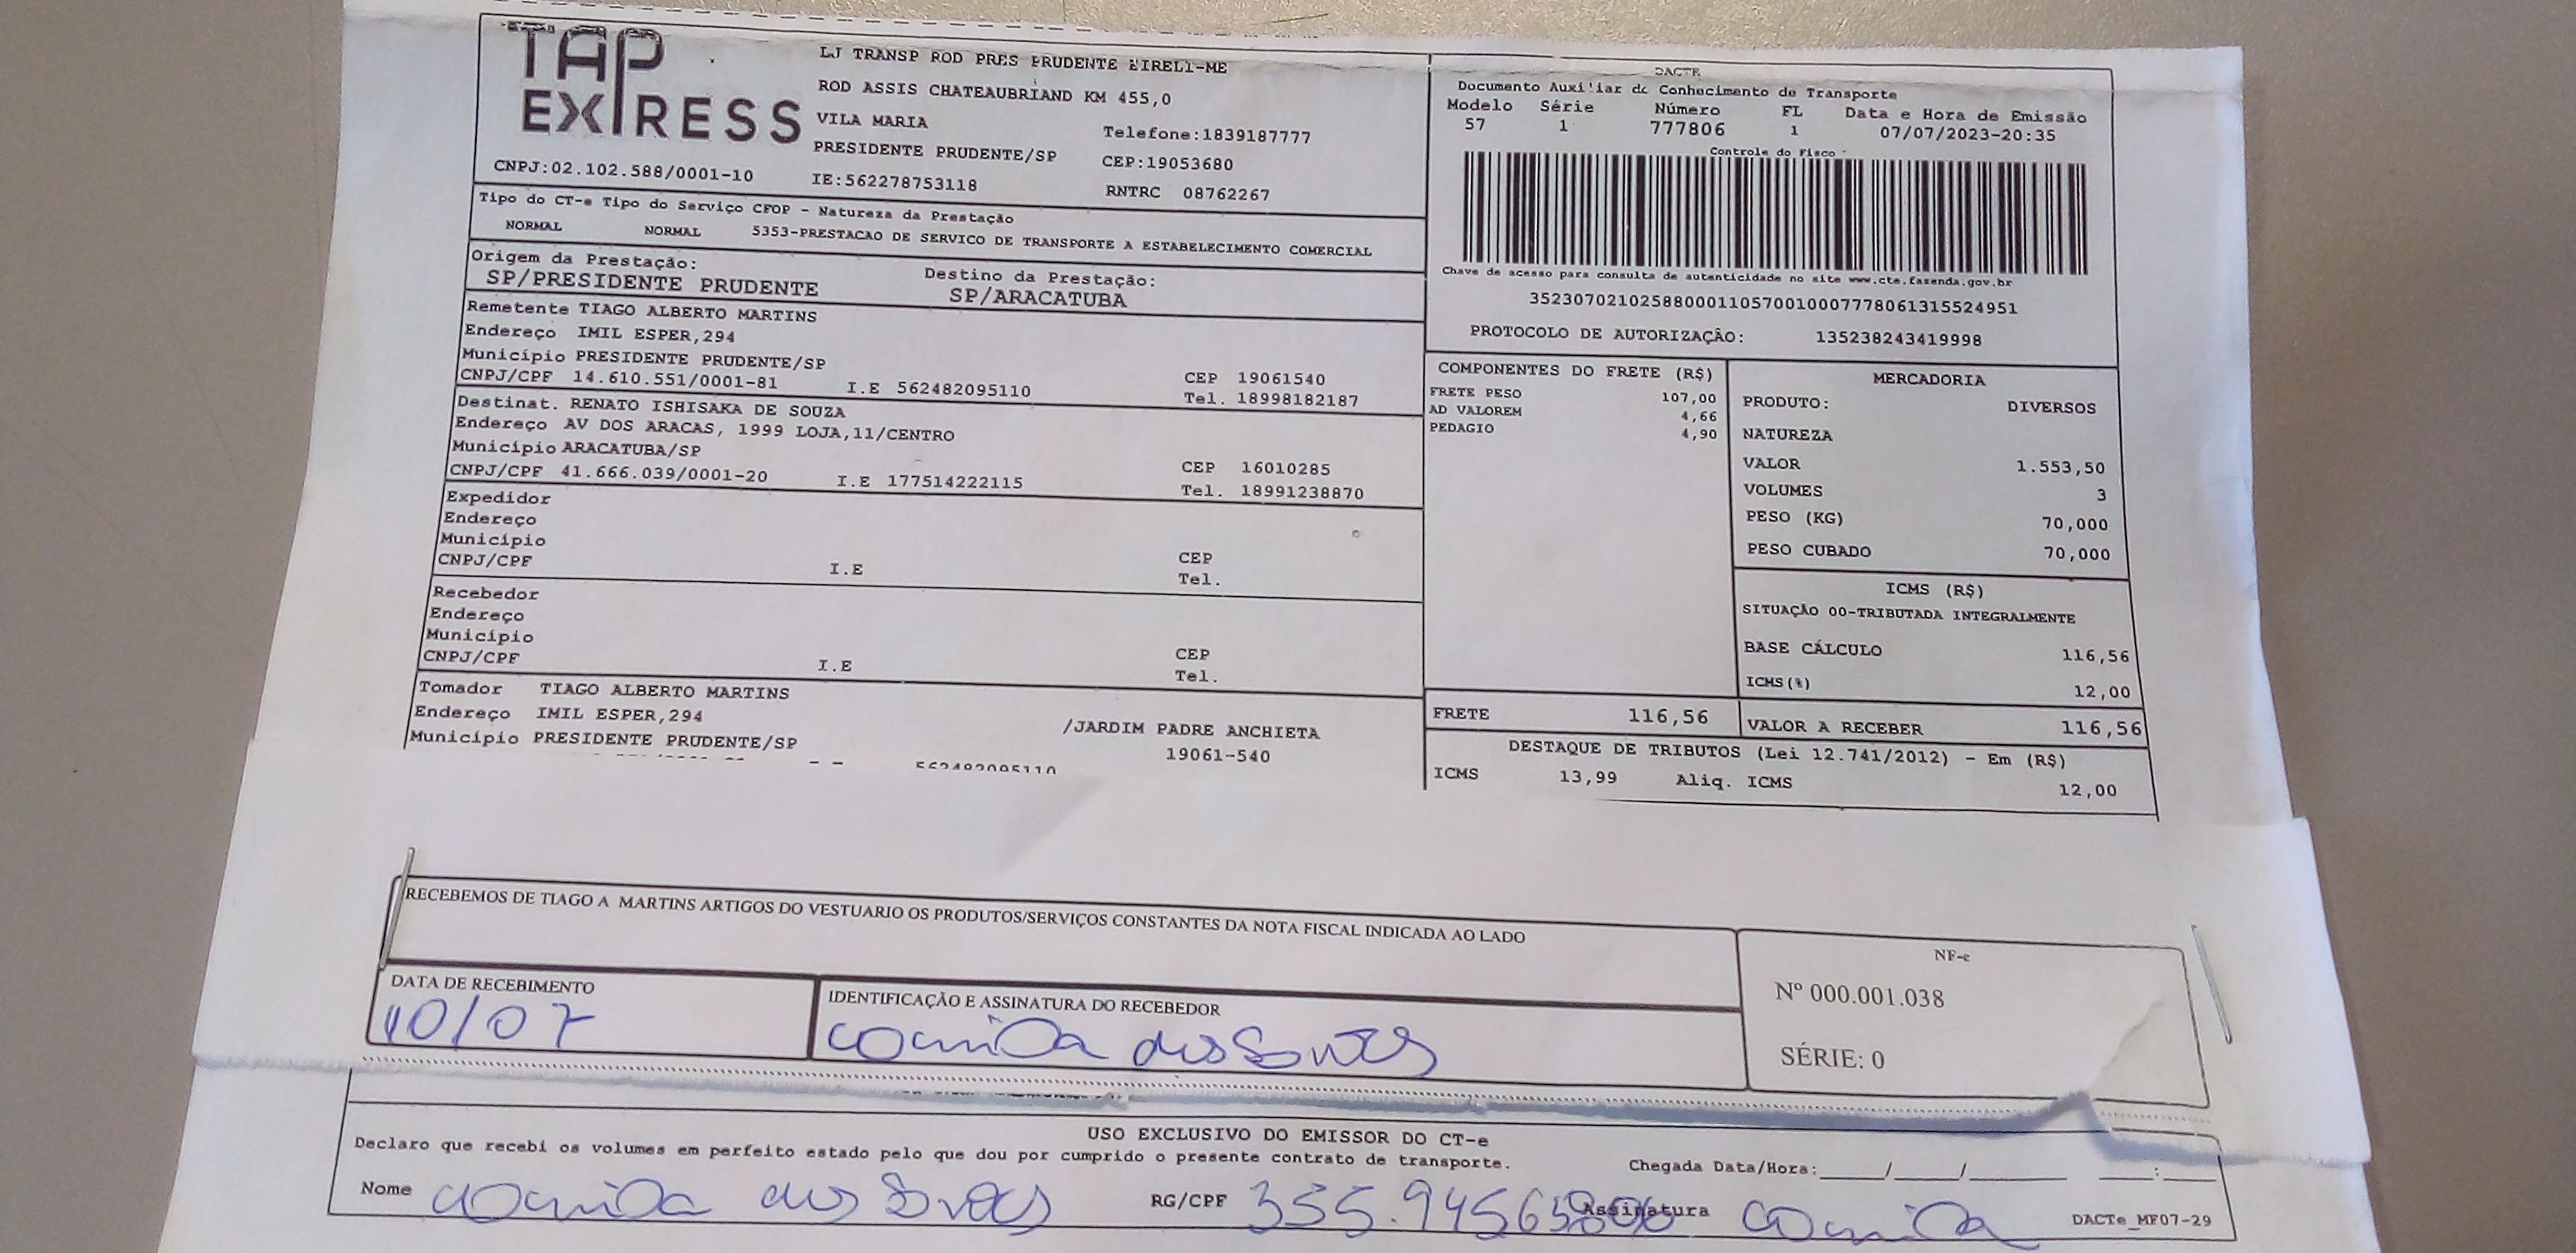 TAP EXPRESS
LJ TRANSP ROD PRES PRUDENTE EIRELI-ME
ROD ASSIS CHATEAUBRIAND KM 455,0
VILA MARIA
Telefone:1839187777
PRESIDENTE PRUDENTE/SP
CEP:19053680
CNPJ:02.102.588/0001-10
IE:562278753118
RNTRC 08762267
DACTE
Documento Auxiliar de Conhecimento de Transporte
Modelo Série Número FL Data e Hora de Emissão
57 1 777806 1 07/07/2023-20:35
Controle do Fisco
Chave de acesso para consulta de autenticidade no site www.cte.fazenda.gov.br
35230702102588000110570010007778061315524951
PROTOCOLO DE AUTORIZAÇÃO: 135238243419998
Tipo do CT-e Tipo do Serviço CFOP - Natureza da Prestação
NORMAL NORMAL 5353-PRESTACAO DE SERVICO DE TRANSPORTE A ESTABELECIMENTO COMERCIAL
Origem da Prestação: Destino da Prestação:
SP/PRESIDENTE PRUDENTE SP/ARACATUBA
Remetente TIAGO ALBERTO MARTINS
Endereço IMIL ESPER,294
Município PRESIDENTE PRUDENTE/SP CEP 19061540
CNPJ/CPF 14.610.551/0001-81 I.E 562482095110 Tel. 18998182187
Destinat. RENATO ISHISAKA DE SOUZA
Endereço AV DOS ARACAS, 1999 LOJA,11/CENTRO
Município ARACATUBA/SP CEP 16010285
CNPJ/CPF 41.666.039/0001-20 I.E 177514222115 Tel. 18991238870
Expedidor
Endereço
Município CEP
CNPJ/CPF I.E Tel.
Recebedor
Endereço
Município CEP
CNPJ/CPF I.E Tel.
Tomador TIAGO ALBERTO MARTINS
Endereço IMIL ESPER,294 /JARDIM PADRE ANCHIETA
Município PRESIDENTE PRUDENTE/SP 19061-540
562482095110
COMPONENTES DO FRETE (R$)
FRETE PESO 107,00
AD VALOREM 4,66
PEDAGIO 4,90
MERCADORIA
PRODUTO: DIVERSOS
NATUREZA
VALOR 1.553,50
VOLUMES 3
PESO (KG) 70,000
PESO CUBADO 70,000
ICMS (R$)
SITUAÇÃO 00-TRIBUTADA INTEGRALMENTE
BASE CÁLCULO 116,56
ICMS(%) 12,00
FRETE 116,56 VALOR A RECEBER 116,56
DESTAQUE DE TRIBUTOS (Lei 12.741/2012) - Em (R$)
ICMS 13,99 Aliq. ICMS 12,00
RECEBEMOS DE TIAGO A MARTINS ARTIGOS DO VESTUARIO OS PRODUTOS/SERVIÇOS CONSTANTES DA NOTA FISCAL INDICADA AO LADO
NF-e
Nº 000.001.038
SÉRIE: 0
DATA DE RECEBIMENTO IDENTIFICAÇÃO E ASSINATURA DO RECEBEDOR
10/07
USO EXCLUSIVO DO EMISSOR DO CT-e
Declaro que recebi os volumes em perfeito estado pelo que dou por cumprido o presente contrato de transporte. Chegada Data/Hora:____/____/______ ___:___
Nome RG/CPF Assinatura
DACTe_MF07-29